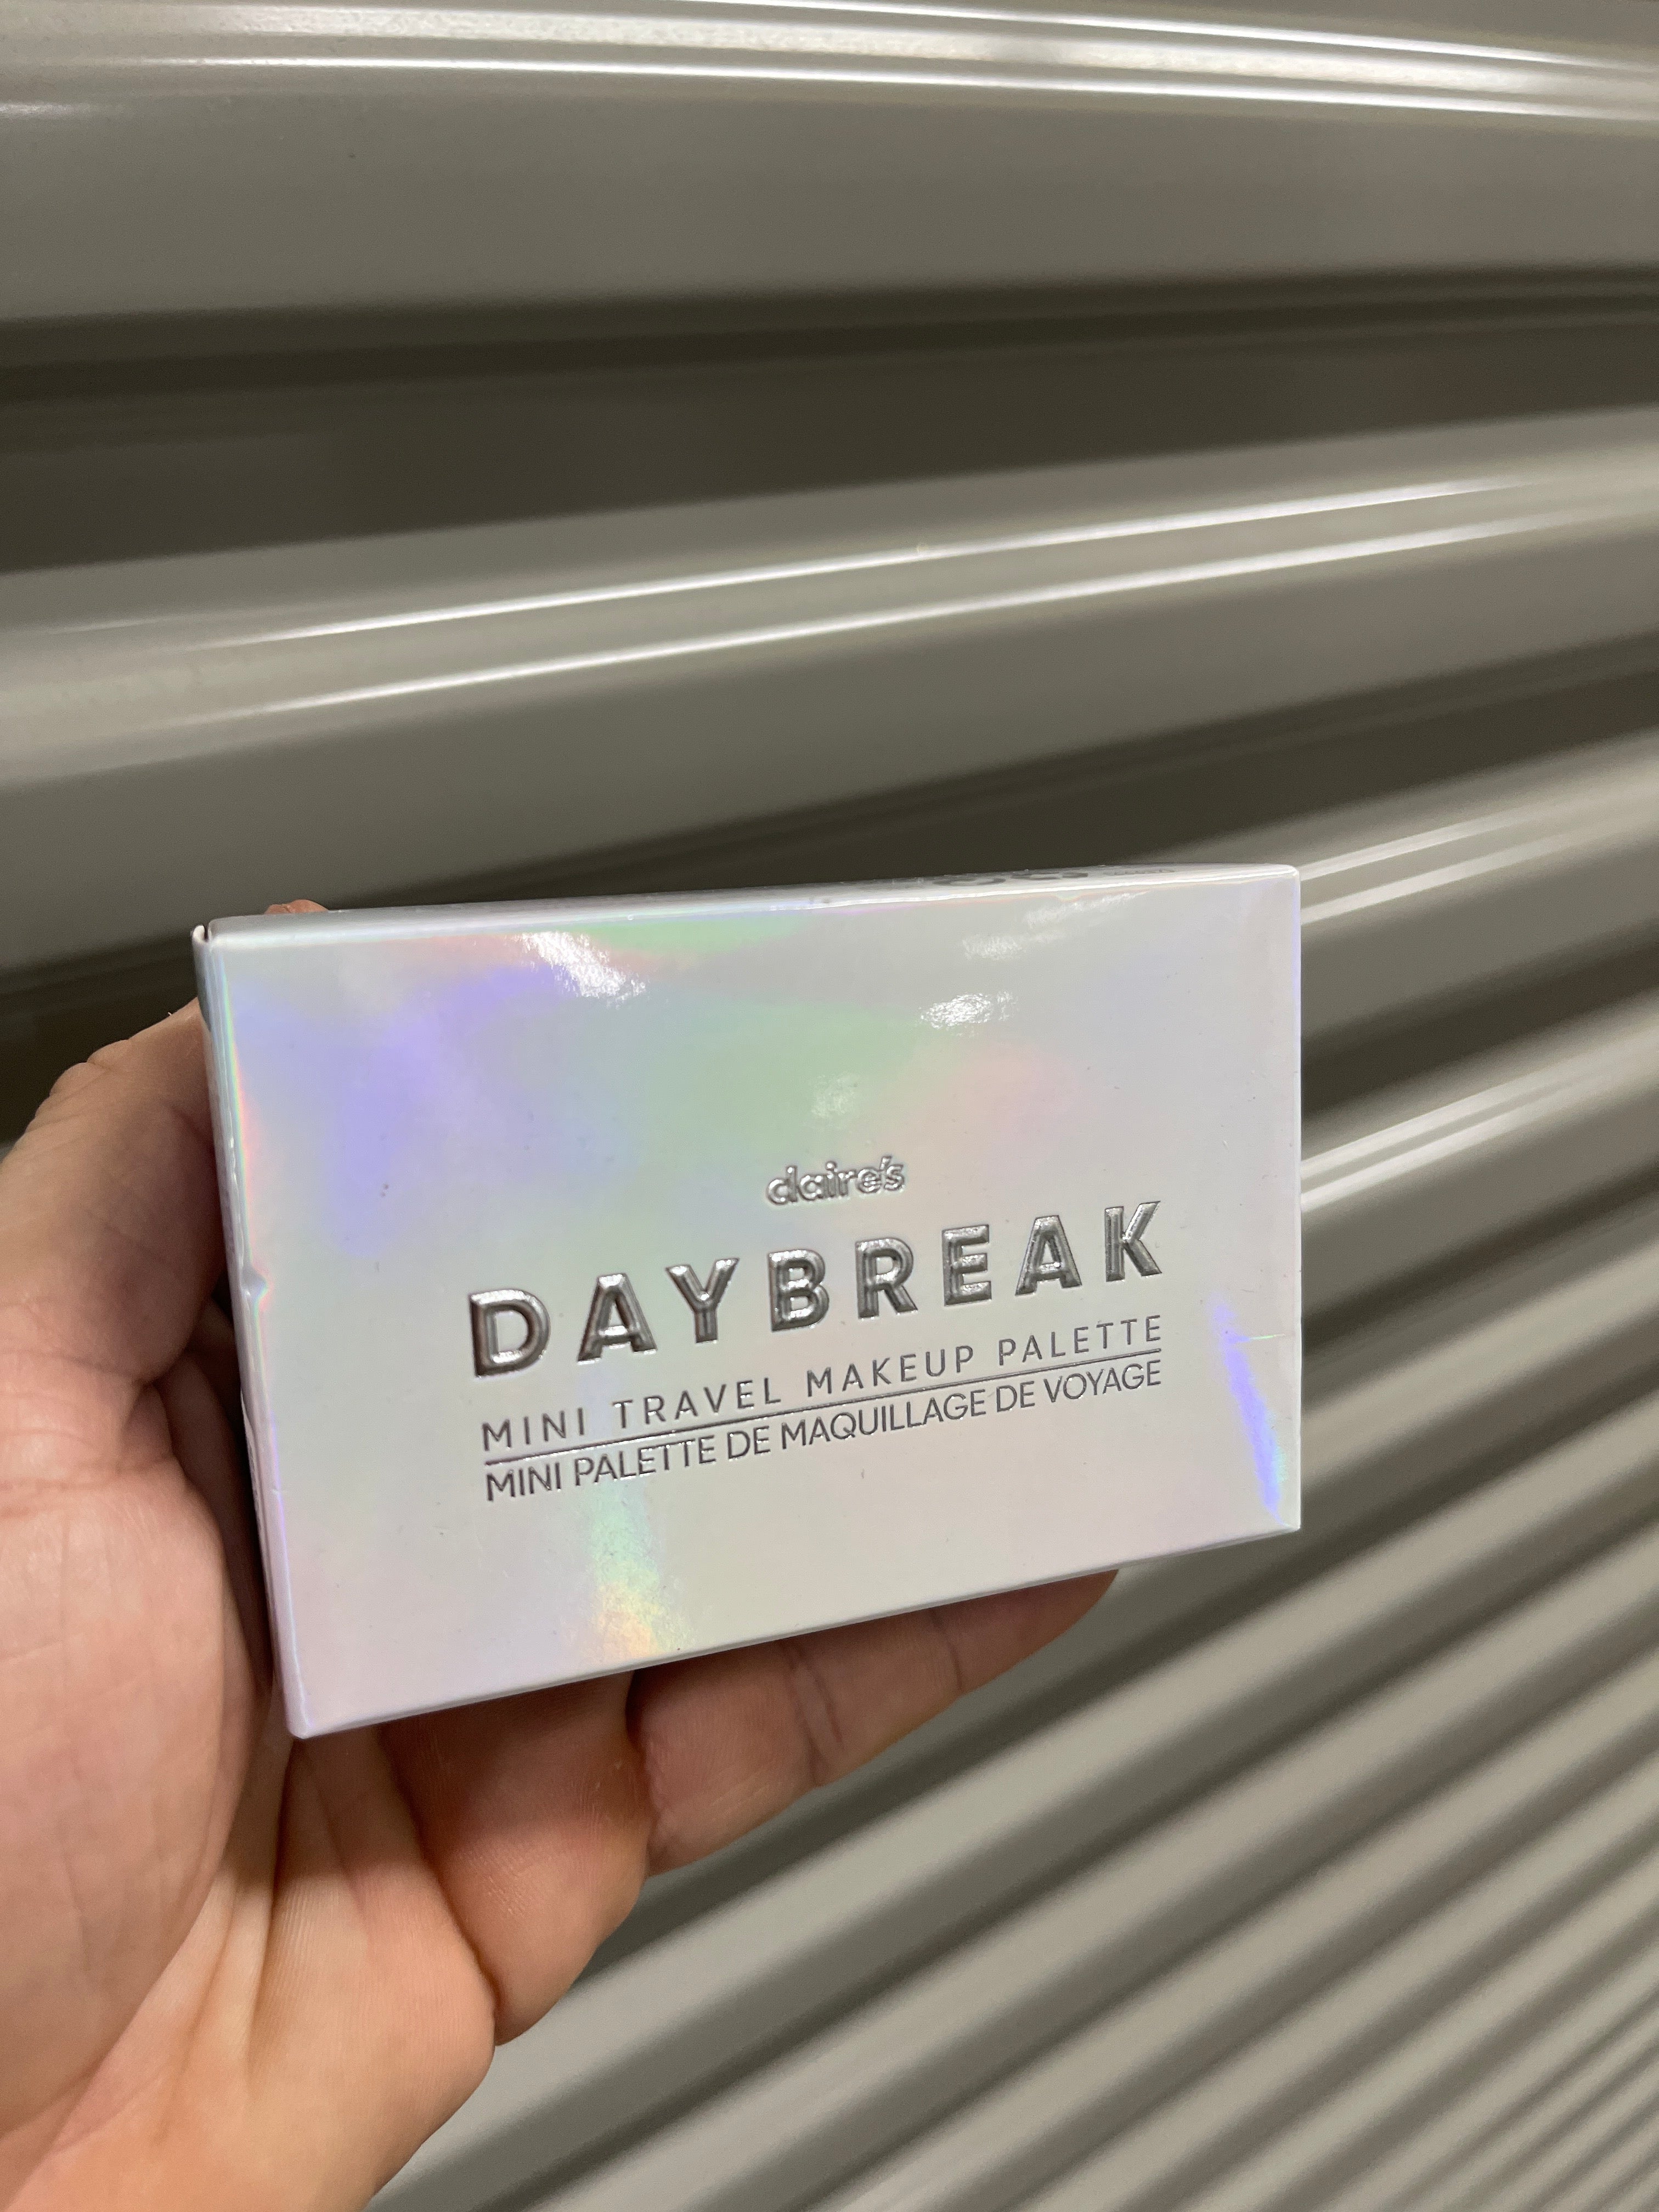 claire's
DAYBREAK
MINI TRAVEL MAKEUP PALETTE
MINI PALETTE DE MAQUILLAGE DE VOYAGE